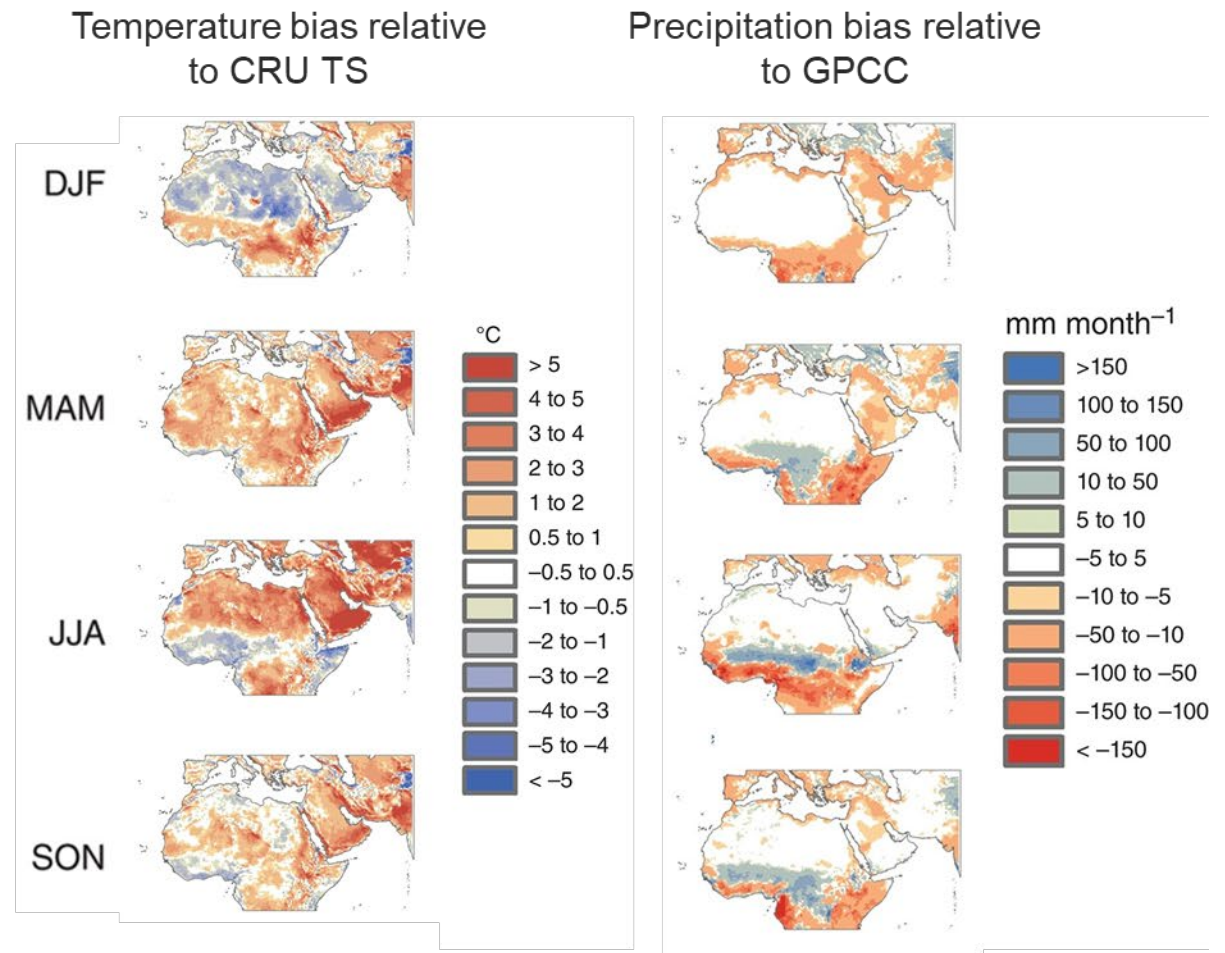 Temperature bias relative
to CRU TS
Precipitation bias relative
to GPCC
DJF
MAM
JJA
SON
°C
> 5
4 to 5
3 to 4
2 to 3
1 to 2
0.5 to 1
–0.5 to 0.5
–1 to –0.5
–2 to –1
–3 to –2
–4 to –3
–5 to –4
< –5
mm month⁻¹
>150
100 to 150
50 to 100
10 to 50
5 to 10
–5 to 5
–10 to –5
–50 to –10
–100 to –50
–150 to –100
< –150